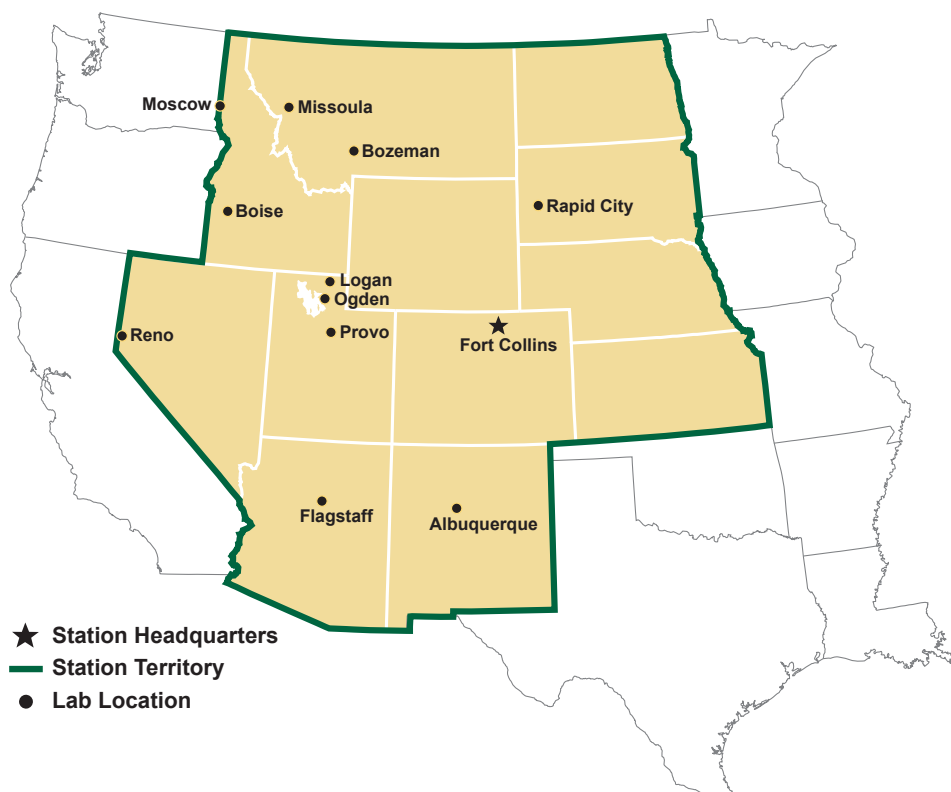 Moscow
Missoula
Bozeman
Boise
Rapid City
Logan
Ogden
Reno
Provo
Fort Collins
Flagstaff
Albuquerque
Station Headquarters
Station Territory
Lab Location